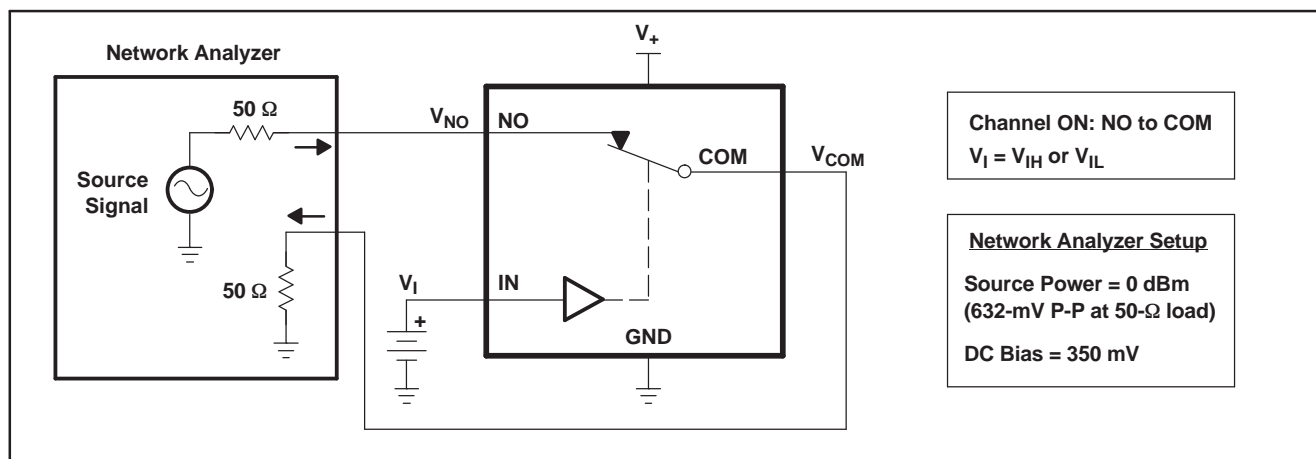 V+
Network Analyzer
50 Ω
VNO
NO
COM
VCOM
Source
Signal
50 Ω
VI
IN
+
GND
Channel ON: NO to COM
VI = VIH or VIL
Network Analyzer Setup
Source Power = 0 dBm
(632-mV P-P at 50-Ω load)
DC Bias = 350 mV